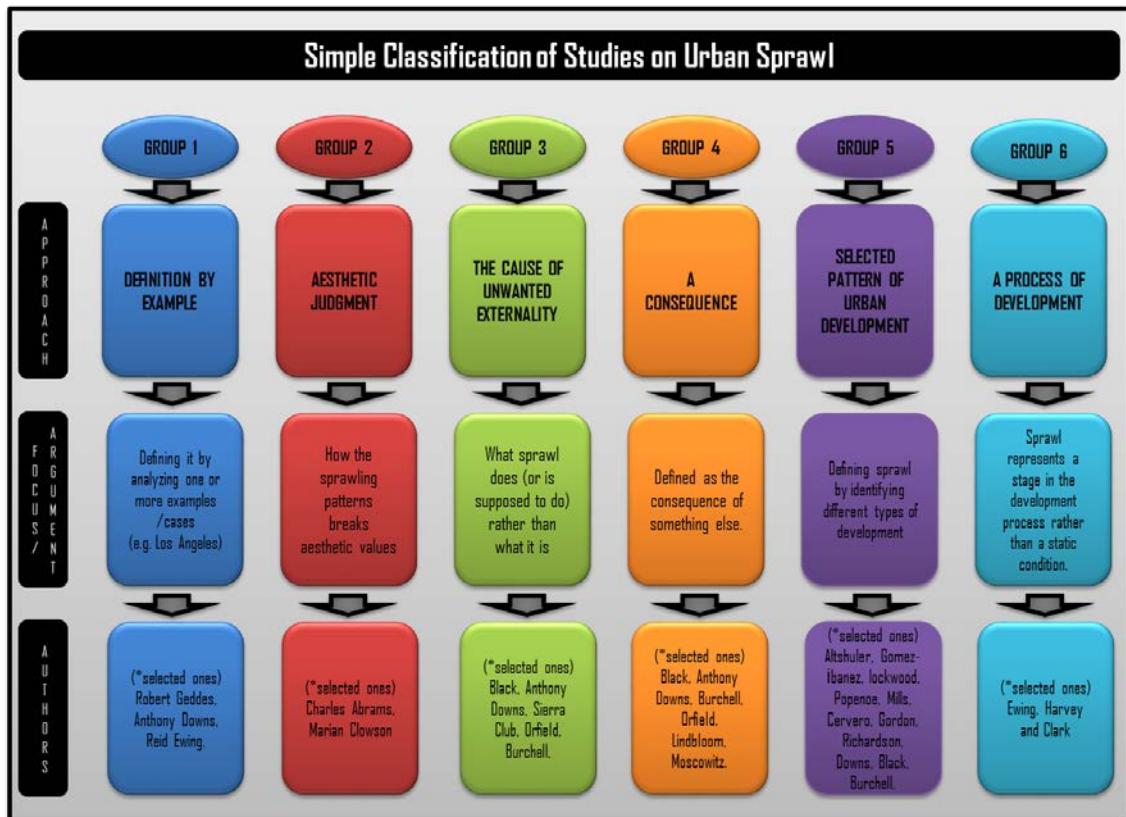 Simple Classification of Studies on Urban Sprawl
GROUP 1
GROUP 2
GROUP 3
GROUP 4
GROUP 5
GROUP 6
APPROACH
DEFINITION BY
EXAMPLE
AESTHETIC
JUDGMENT
THE CAUSE OF
UNWANTED
EXTERNALITY
A
CONSEQUENCE
SELECTED
PATTERN OF
URBAN
DEVELOPMENT
A PROCESS OF
DEVELOPMENT
FOCUS/
ARGUMENT
Defining it by
analyzing one or
more examples
/cases
(e.g. Los Angeles)
How the
sprawling
patterns breaks
aesthetic values
What sprawl
does (or is
supposed to do)
rather than
what it is
Defined as the
consequence of
something else.
Defining sprawl
by identifying
different types of
development
Sprawl
represents a
stage in the
development
process rather
than a static
condition.
AUTHORS
(*selected ones)
Robert Geddes,
Anthony Downs,
Reid Ewing.
(*selected ones)
Charles Abrams,
Marian Clowson
(*selected ones)
Black, Anthony
Downs, Sierra
Club, Orfield,
Burchell.
(*selected ones)
Black, Anthony
Downs, Burchell,
Orfield,
Lindbloom,
Moscowitz.
(*selected ones)
Altshuler, Gomez-
Ibanez, lockwood,
Popenoe, Mills,
Cervero, Gordon,
Richardson,
Downs, Black,
Burchell.
(*selected ones)
Ewing, Harvey
and Clark